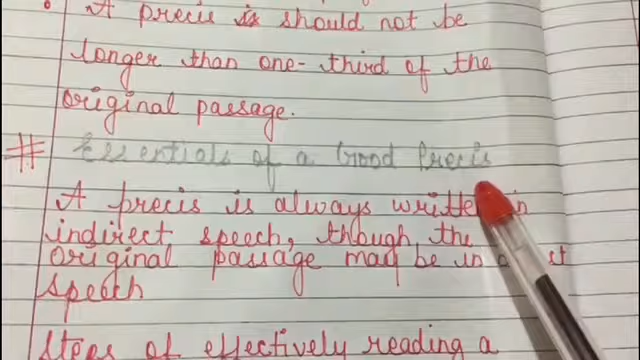 A precis is should not be
longer than one-third of the
original passage.
# Essentials of a Good Precis
A precis is always written in
indirect speech, though the
original passage may be in
speech
steps of effectively reading a